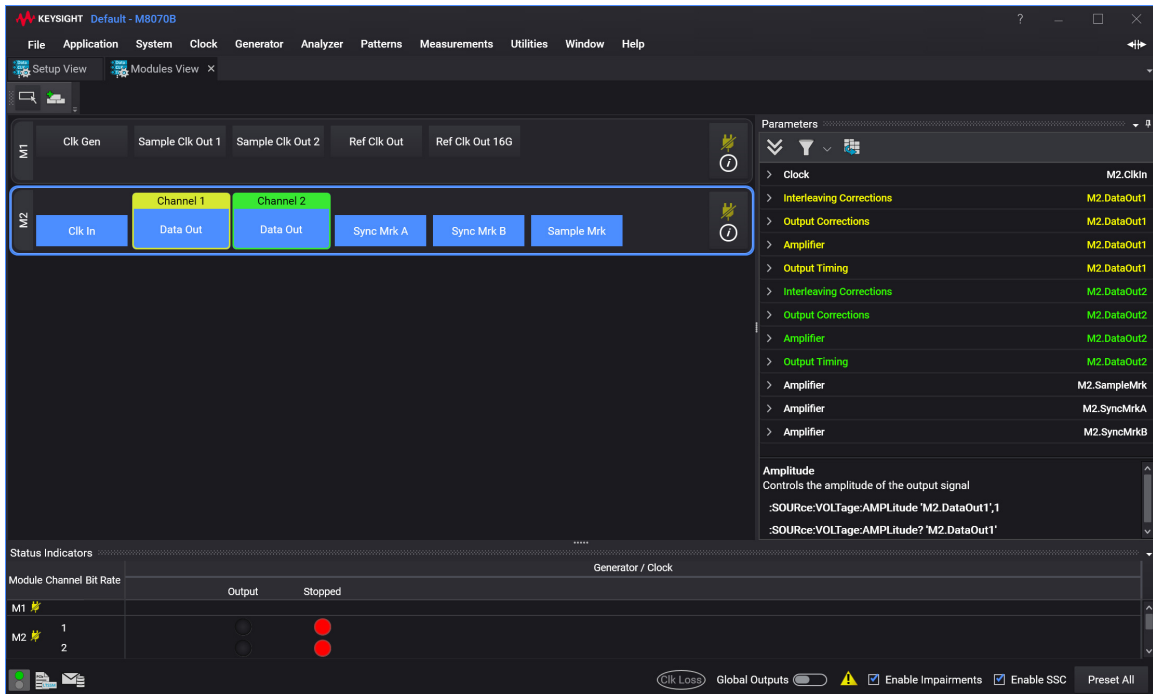 KEYSIGHT Default - M8070B
File Application System Clock Generator Analyzer Patterns Measurements Utilities Window Help
Setup View Modules View
M1 Clk Gen Sample Clk Out 1 Sample Clk Out 2 Ref Clk Out Ref Clk Out 16G
Channel 1 Channel 2
M2 Clk In Data Out Data Out Sync Mrk A Sync Mrk B Sample Mrk
Parameters
Clock M2.ClkIn
Interleaving Corrections M2.DataOut1
Output Corrections M2.DataOut1
Amplifier M2.DataOut1
Output Timing M2.DataOut1
Interleaving Corrections M2.DataOut2
Output Corrections M2.DataOut2
Amplifier M2.DataOut2
Output Timing M2.DataOut2
Amplifier M2.SampleMrk
Amplifier M2.SyncMrkA
Amplifier M2.SyncMrkB
Amplitude
Controls the amplitude of the output signal
:SOURce:VOLTage:AMPLitude 'M2.DataOut1',1
:SOURce:VOLTage:AMPLitude? 'M2.DataOut1'
Status Indicators
Generator / Clock
Module Channel Bit Rate
Output Stopped
M1
1
M2
2
Clk Loss Global Outputs Enable Impairments Enable SSC Preset All